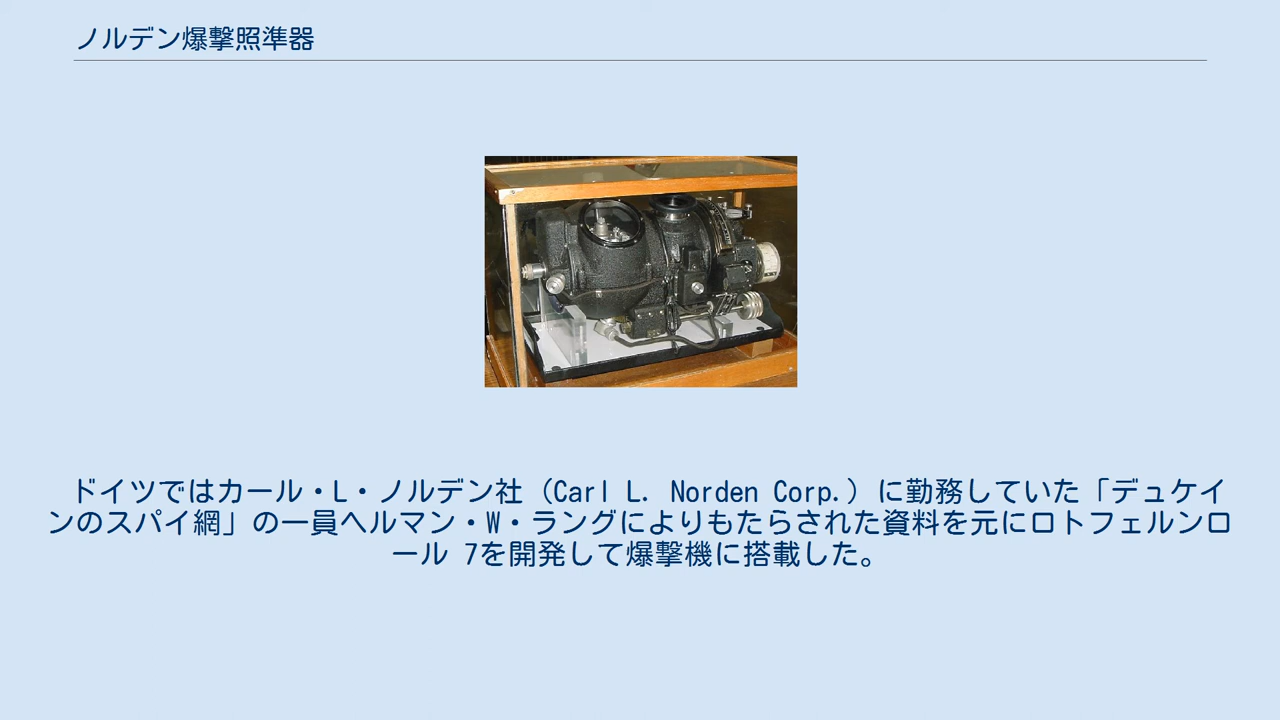 ノルデン爆撃照準器
ドイツではカール・L・ノルデン社（Carl L. Norden Corp.）に勤務していた「デュケイ
ンのスパイ網」の一員ヘルマン・W・ラングによりもたらされた資料を元にロトフェルンロ
ール 7を開発して爆撃機に搭載した。